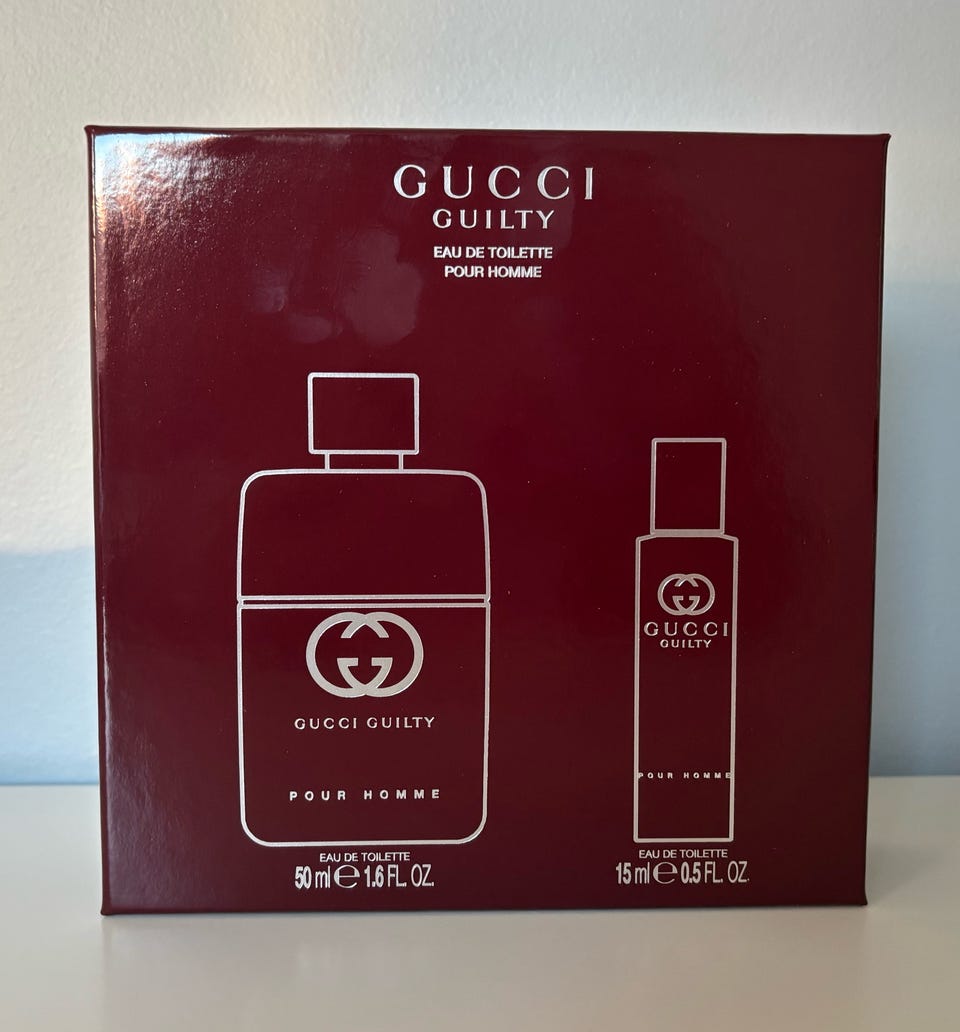 GUCCI
GUILTY
EAU DE TOILETTE
POUR HOMME
GUCCI GUILTY
POUR HOMME
EAU DE TOILETTE
50 ml ℮ 1.6 FL. OZ.
GUCCI
GUILTY
POUR HOMME
EAU DE TOILETTE
15 ml ℮ 0.5 FL. OZ.